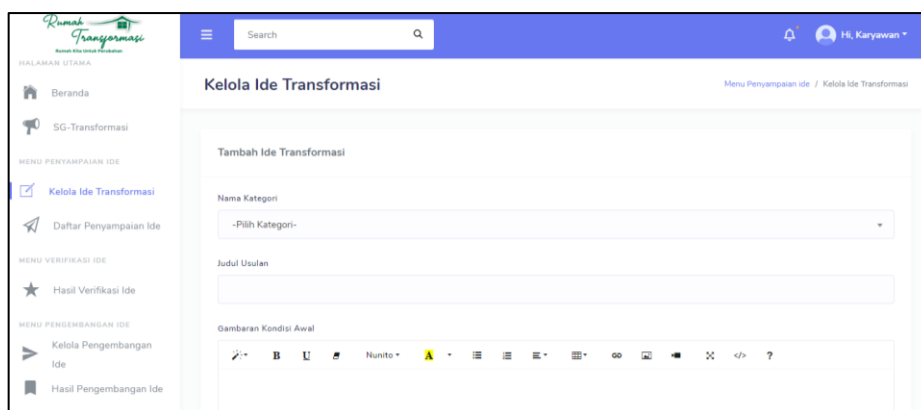 Rumah
Transformasi
Rumah Kita Untuk Perubahan
Search
Hi, Karyawan
HALAMAN UTAMA
Beranda
SG-Transformasi
MENU PENYAMPAIAN IDE
Kelola Ide Transformasi
Daftar Penyampaian Ide
MENU VERIFIKASI IDE
Hasil Verifikasi Ide
MENU PENGEMBANGAN IDE
Kelola Pengembangan
Ide
Hasil Pengembangan Ide
Kelola Ide Transformasi
Menu Penyampaian ide / Kelola Ide Transformasi
Tambah Ide Transformasi
Nama Kategori
-Pilih Kategori-
Judul Usulan
Gambaran Kondisi Awal
B U Nunito A </> ?